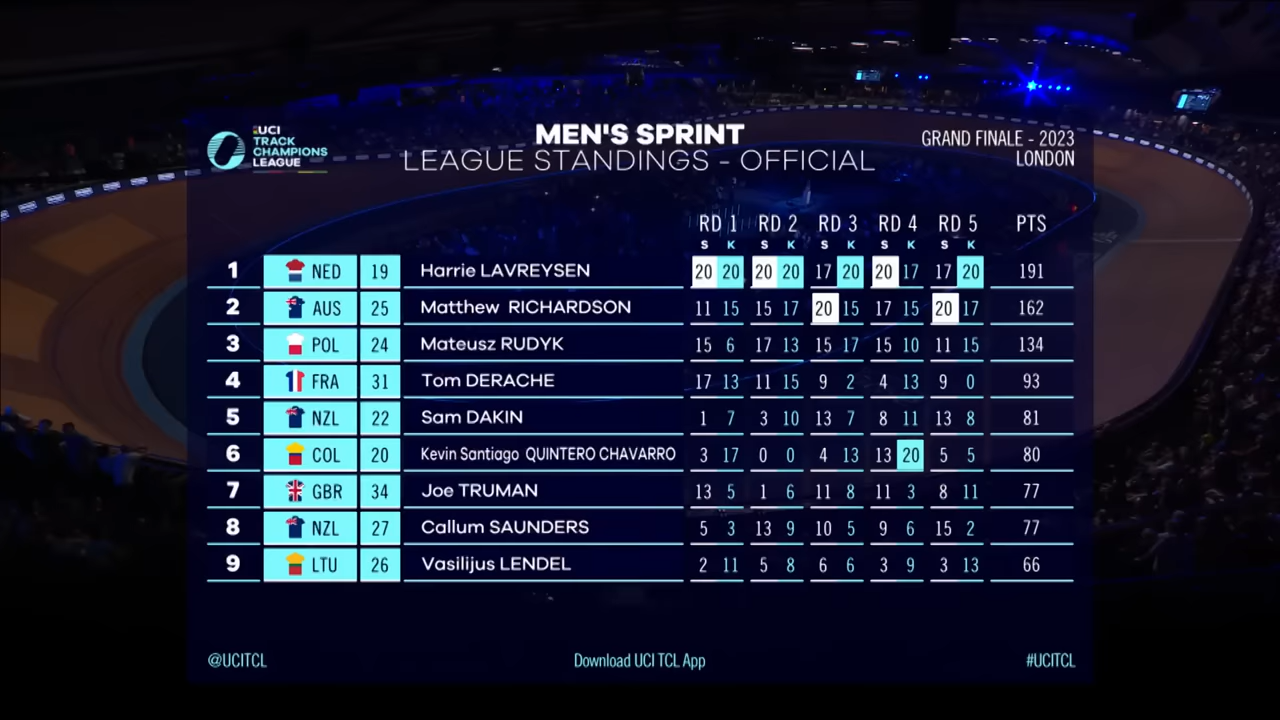 UCI
TRACK
CHAMPIONS
LEAGUE
MEN'S SPRINT
LEAGUE STANDINGS - OFFICIAL
GRAND FINALE - 2023
LONDON
RD 1 RD 2 RD 3 RD 4 RD 5 PTS
S K S K S K S K S K
1 NED 19 Harrie LAVREYSEN 20 20 20 20 17 20 20 17 17 20 191
2 AUS 25 Matthew RICHARDSON 11 15 15 17 20 15 17 15 20 17 162
3 POL 24 Mateusz RUDYK 15 6 17 13 15 17 15 10 11 15 134
4 FRA 31 Tom DERACHE 17 13 11 15 9 2 4 13 9 0 93
5 NZL 22 Sam DAKIN 1 7 3 10 13 7 8 11 13 8 81
6 COL 20 Kevin Santiago QUINTERO CHAVARRO 3 17 0 0 4 13 13 20 5 5 80
7 GBR 34 Joe TRUMAN 13 5 1 6 11 8 11 3 8 11 77
8 NZL 27 Callum SAUNDERS 5 3 13 9 10 5 9 6 15 2 77
9 LTU 26 Vasilijus LENDEL 2 11 5 8 6 6 3 9 3 13 66
@UCITCL Download UCI TCL App #UCITCL